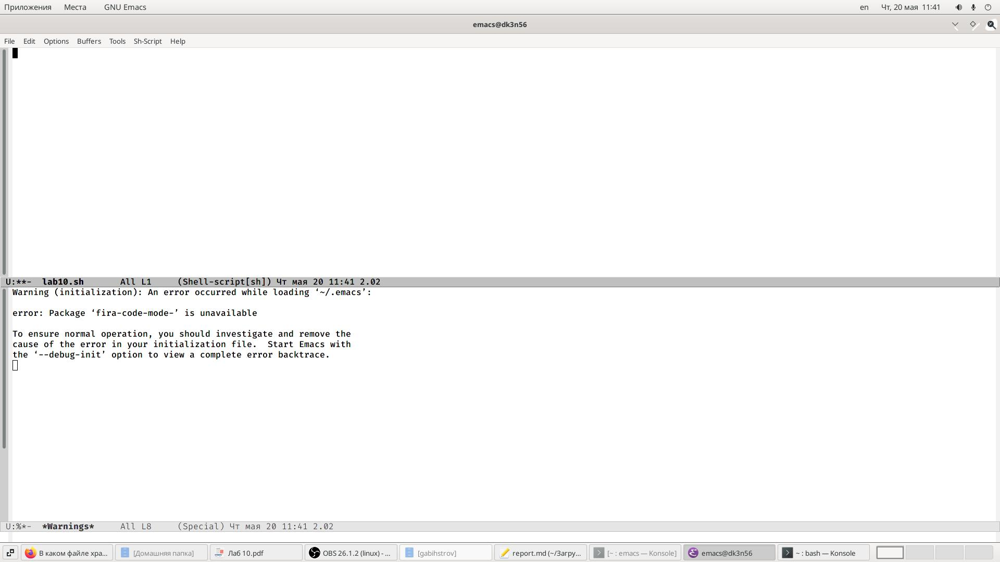 Приложения Места GNU Emacs en Чт, 20 мая 11:41
emacs@dk3n56
File Edit Options Buffers Tools Sh-Script Help
U:**-  lab10.sh       All L1     (Shell-script[sh]) Чт мая 20 11:41 2.02
Warning (initialization): An error occurred while loading ‘~/.emacs’:
error: Package ‘fira-code-mode-’ is unavailable
To ensure normal operation, you should investigate and remove the
cause of the error in your initialization file.  Start Emacs with
the ‘--debug-init’ option to view a complete error backtrace.
U:%*-  *Warnings*     All L8     (Special) Чт мая 20 11:41 2.02
В каком файле хра... [Домашняя папка] Лаб 10.pdf OBS 26.1.2 (linux) - ... [gabihstrov] report.md (~/Загру... [~ : emacs — Konsole] emacs@dk3n56 ~ : bash — Konsole